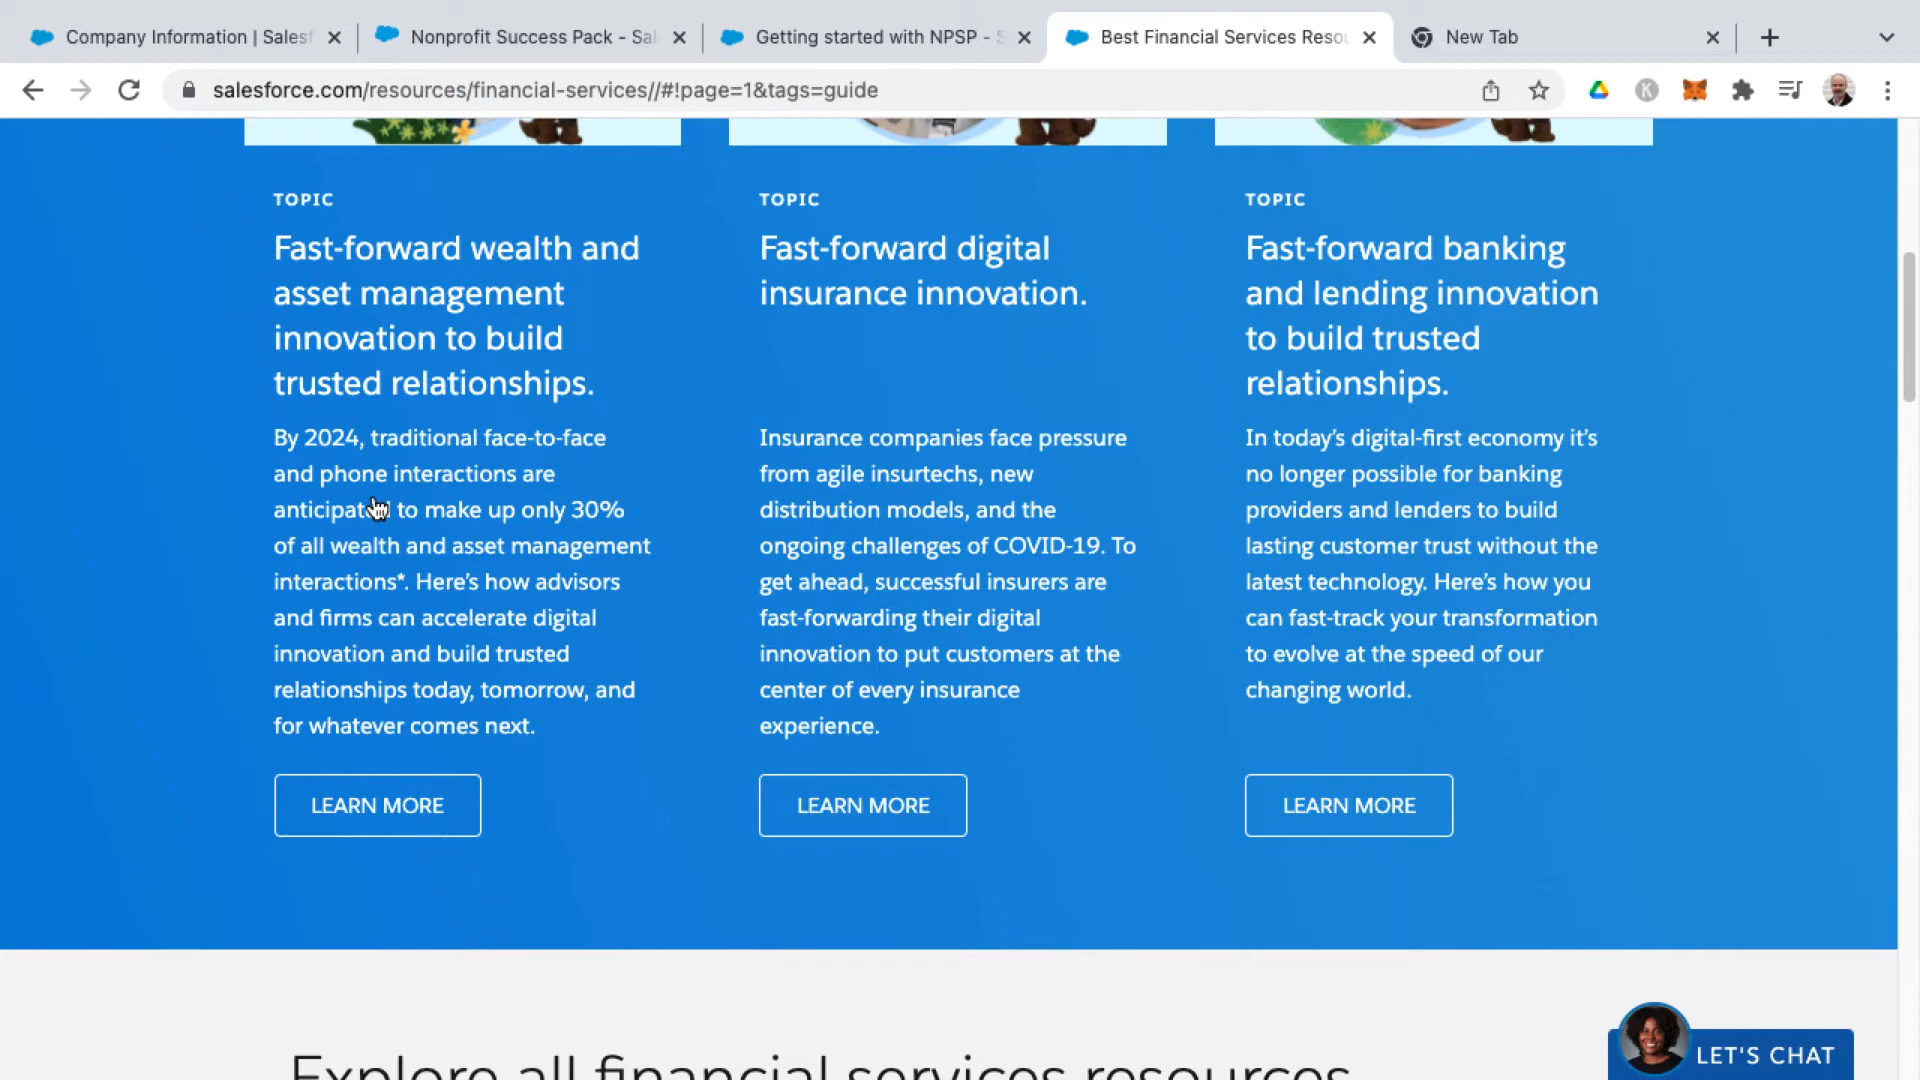 Company Information | Salesf
Nonprofit Success Pack - Sal
Getting started with NPSP - S
Best Financial Services Resou
New Tab
salesforce.com/resources/financial-services//#!page=1&tags=guide
K
TOPIC
Fast-forward wealth and
asset management
innovation to build
trusted relationships.
By 2024, traditional face-to-face
and phone interactions are
anticipated to make up only 30%
of all wealth and asset management
interactions*. Here's how advisors
and firms can accelerate digital
innovation and build trusted
relationships today, tomorrow, and
for whatever comes next.
LEARN MORE
TOPIC
Fast-forward digital
insurance innovation.
Insurance companies face pressure
from agile insurtechs, new
distribution models, and the
ongoing challenges of COVID-19. To
get ahead, successful insurers are
fast-forwarding their digital
innovation to put customers at the
center of every insurance
experience.
LEARN MORE
TOPIC
Fast-forward banking
and lending innovation
to build trusted
relationships.
In today's digital-first economy it's
no longer possible for banking
providers and lenders to build
lasting customer trust without the
latest technology. Here's how you
can fast-track your transformation
to evolve at the speed of our
changing world.
LEARN MORE
Explore all financial services resources
LET'S CHAT